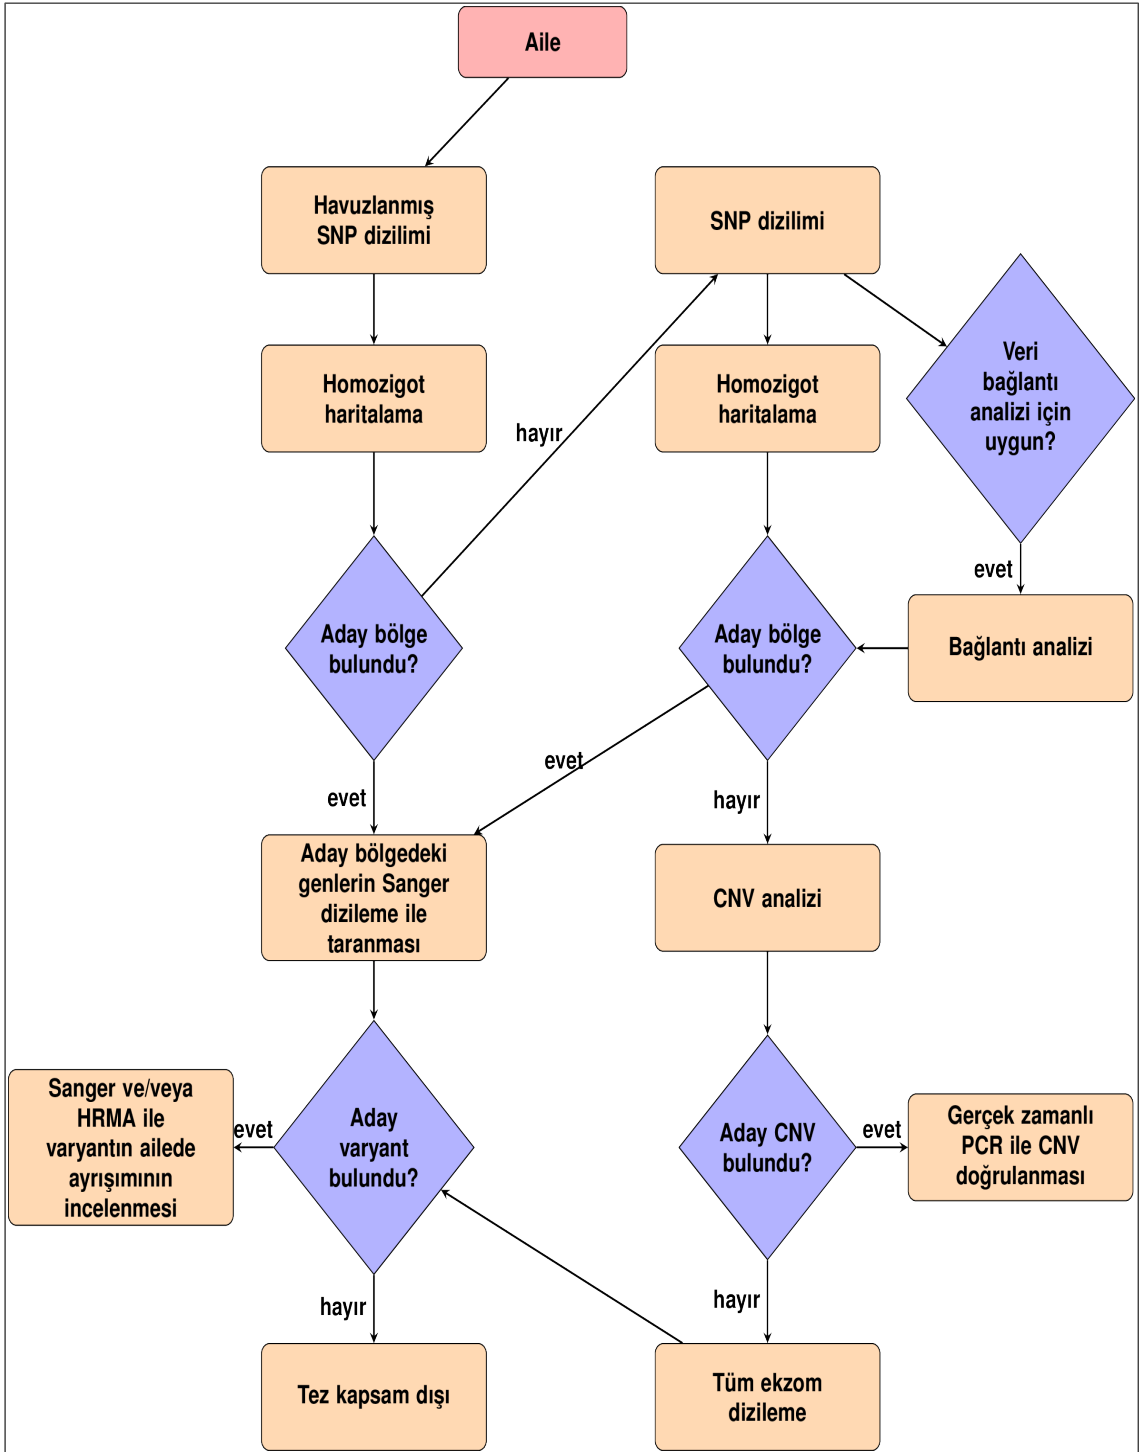 Aile
Havuzlanmış
SNP dizilimi
SNP dizilimi
Homozigot
haritalama
Homozigot
haritalama
Veri
bağlantı
analizi için
uygun?
hayır
evet
Aday bölge
bulundu?
Aday bölge
bulundu?
Bağlantı analizi
evet
evet
hayır
Aday bölgedeki
genlerin Sanger
dizileme ile
taranması
CNV analizi
Sanger ve/veya
HRMA ile
varyantın ailede
ayrışımının
incelenmesi
evet
Aday
varyant
bulundu?
Aday CNV
bulundu?
evet
Gerçek zamanlı
PCR ile CNV
doğrulanması
hayır
hayır
Tez kapsam dışı
Tüm ekzom
dizileme